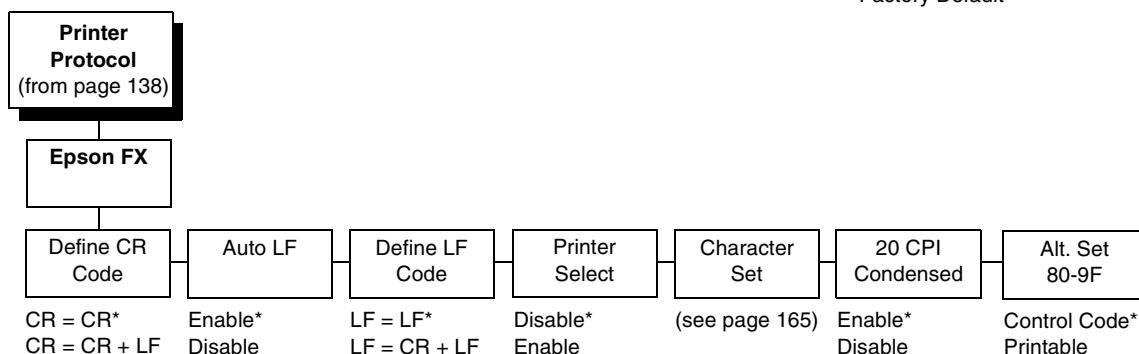 Factory Default
Printer
Protocol
(from page 138)
Epson FX
Define CR
Code
Auto LF
Define LF
Code
Printer
Select
Character
Set
20 CPI
Condensed
Alt. Set
80-9F
CR = CR*
CR = CR + LF
Enable*
Disable
LF = LF*
LF = CR + LF
Disable*
Enable
(see page 165)
Enable*
Disable
Control Code*
Printable